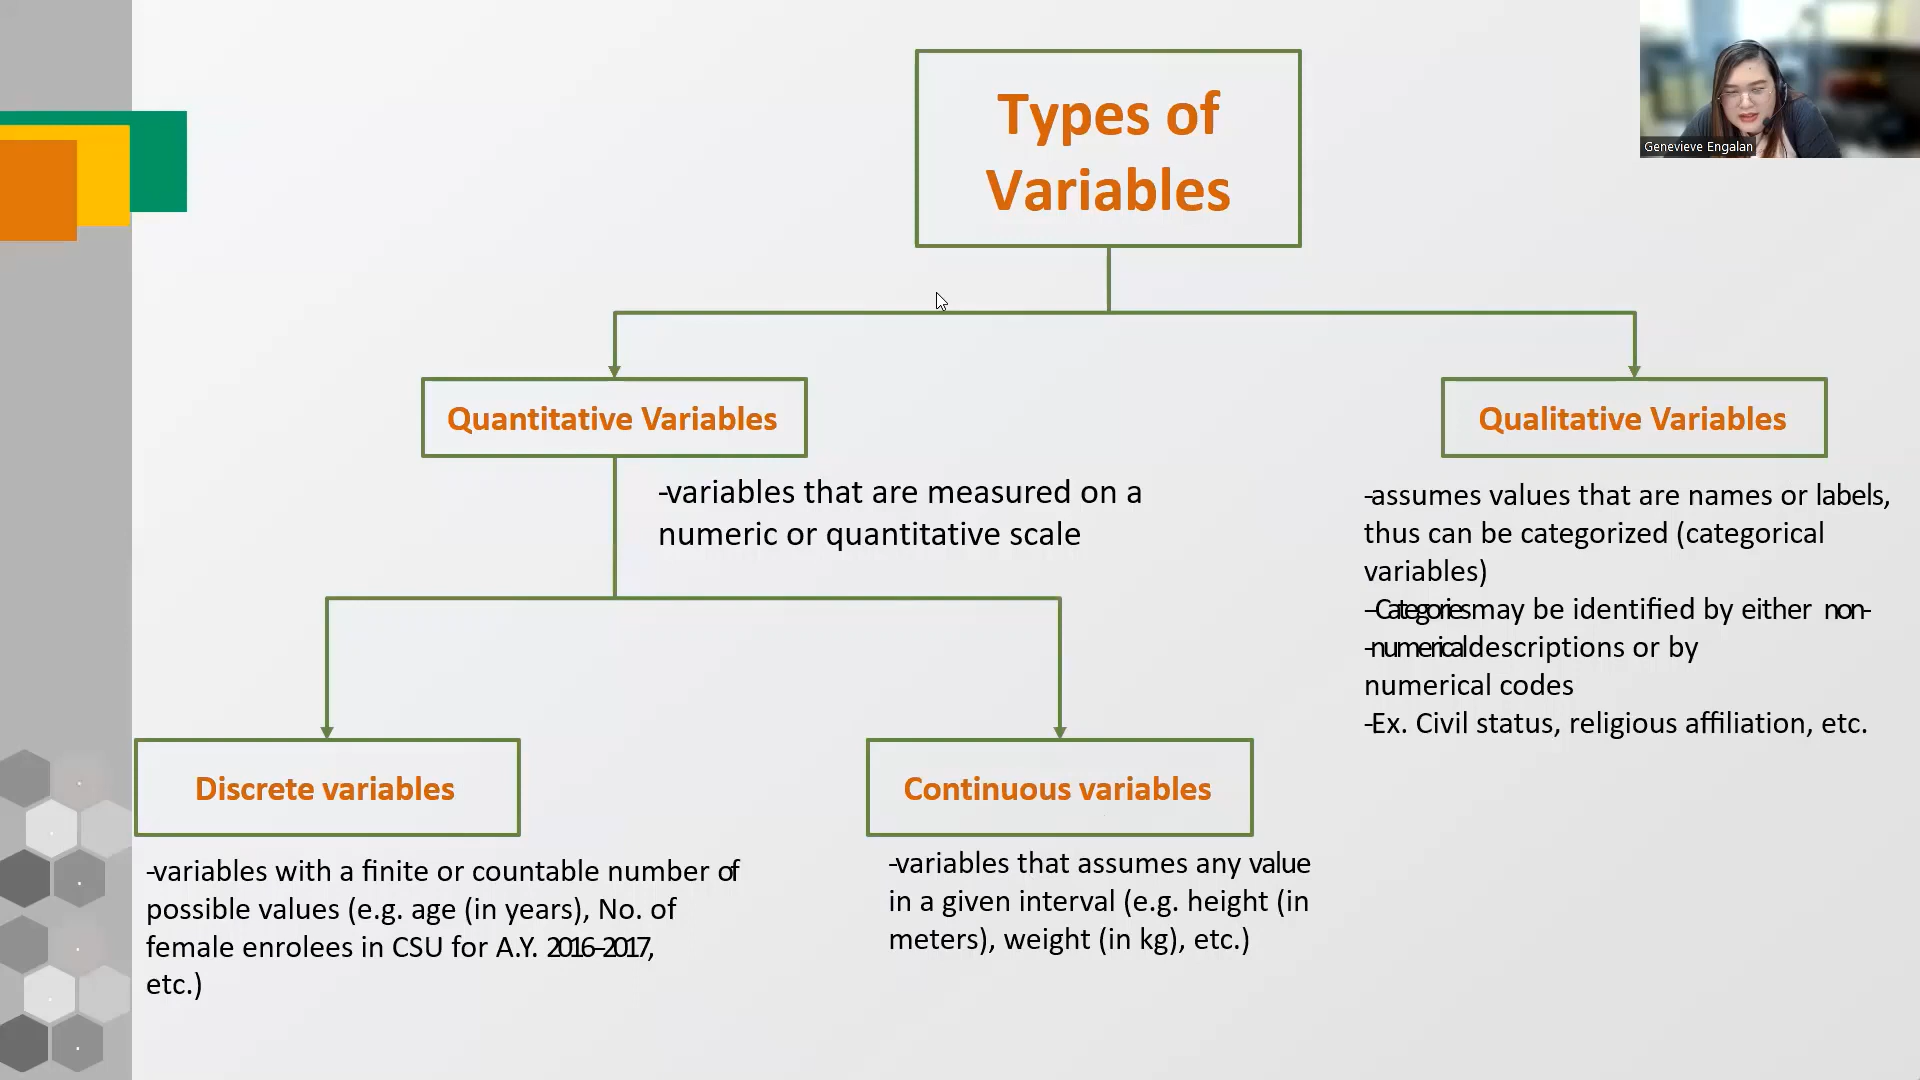 Types of
Variables
Genevieve Engalan
Quantitative Variables
Qualitative Variables
-variables that are measured on a
numeric or quantitative scale
-assumes values that are names or labels,
thus can be categorized (categorical
variables)
-Categories may be identified by either non-
-numerical descriptions or by
numerical codes
-Ex. Civil status, religious affiliation, etc.
Discrete variables
Continuous variables
-variables with a finite or countable number of
possible values (e.g. age (in years), No. of
female enrolees in CSU for A.Y. 2016-2017,
etc.)
-variables that assumes any value
in a given interval (e.g. height (in
meters), weight (in kg), etc.)